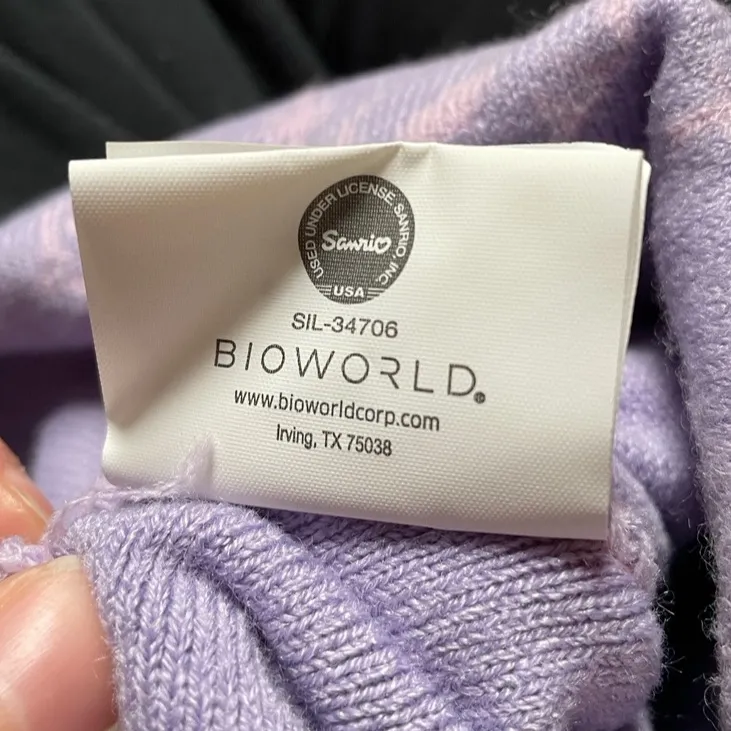 USED UNDER LICENSE, SANRIO, INC.
Sanrio
USA
SIL-34706
BIOWORLD®
www.bioworldcorp.com
Irving, TX 75038